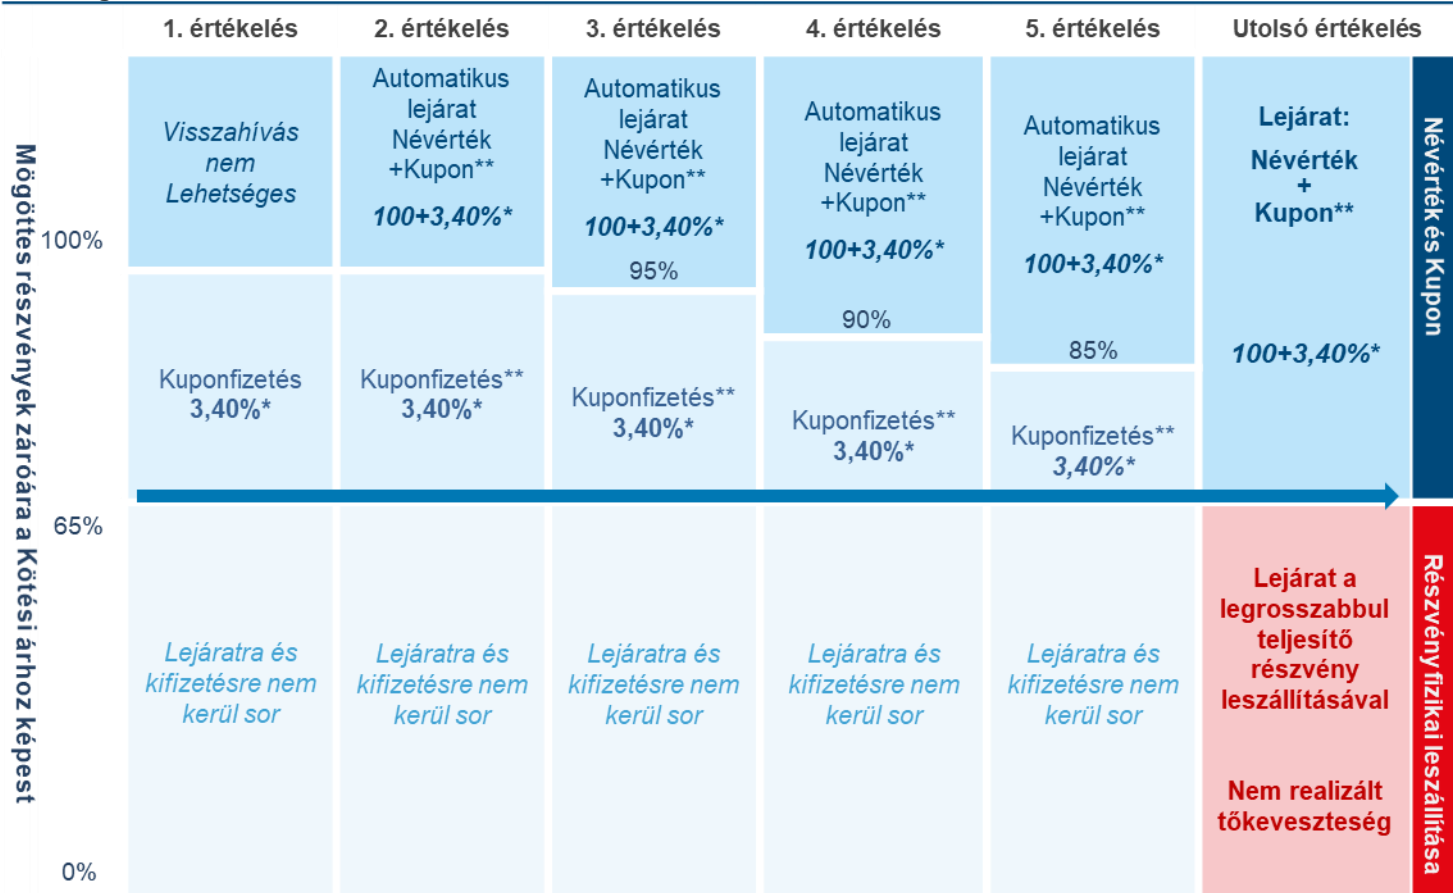 1. értékelés
2. értékelés
3. értékelés
4. értékelés
5. értékelés
Utolsó értékelés
Mögöttes részvények záróára a Kötési árhoz képest
100%
65%
0%
Visszahívás
nem
Lehetséges
Automatikus
lejárat
Névérték
+Kupon**
100+3,40%*
Automatikus
lejárat
Névérték
+Kupon**
100+3,40%*
95%
Automatikus
lejárat
Névérték
+Kupon**
100+3,40%*
90%
Automatikus
lejárat
Névérték
+Kupon**
100+3,40%*
85%
Lejárat:
Névérték
+
Kupon**
100+3,40%*
Névérték és Kupon
Kuponfizetés
3,40%*
Kuponfizetés**
3,40%*
Kuponfizetés**
3,40%*
Kuponfizetés**
3,40%*
Kuponfizetés**
3,40%*
Lejáratra és
kifizetésre nem
kerül sor
Lejáratra és
kifizetésre nem
kerül sor
Lejáratra és
kifizetésre nem
kerül sor
Lejáratra és
kifizetésre nem
kerül sor
Lejáratra és
kifizetésre nem
kerül sor
Lejárat a
legrosszabbul
teljesítő
részvény
leszállításával
Nem realizált
tőkeveszteség
Részvény fizikai leszállítása